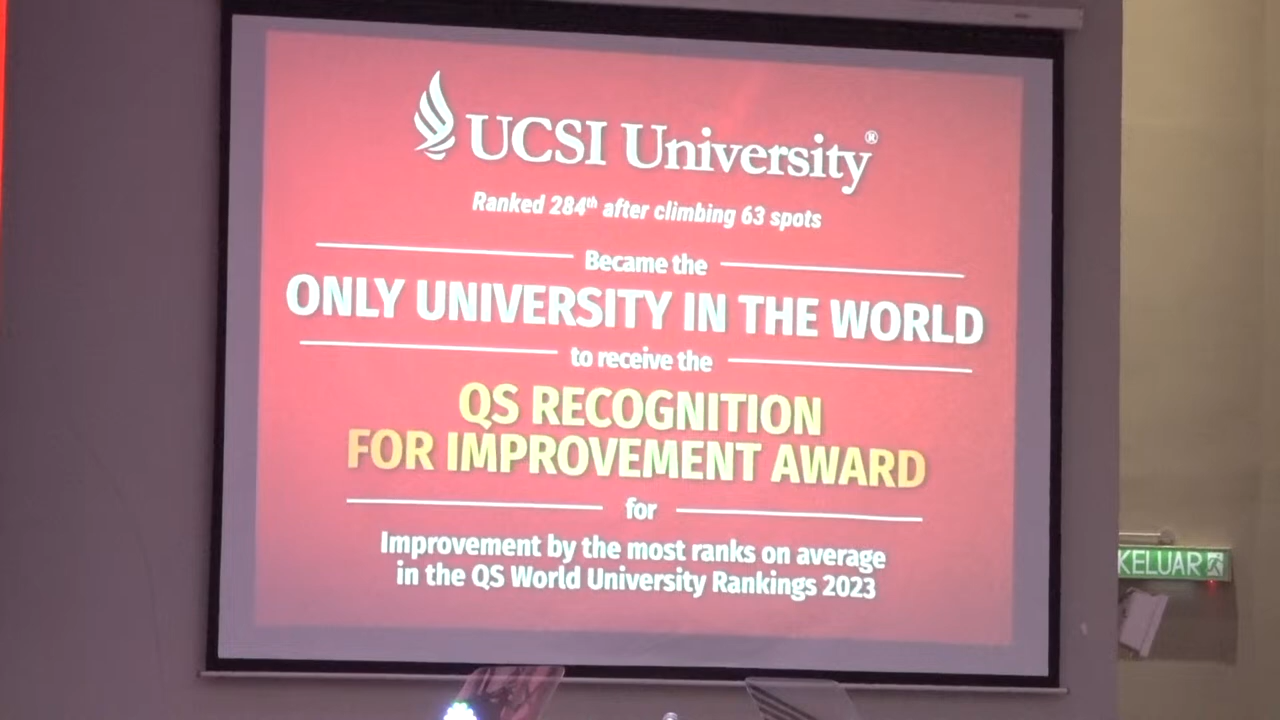 UCSI University®
Ranked 284th after climbing 63 spots
Became the
ONLY UNIVERSITY IN THE WORLD
to receive the
QS RECOGNITION
FOR IMPROVEMENT AWARD
for
Improvement by the most ranks on average
in the QS World University Rankings 2023
KELUAR